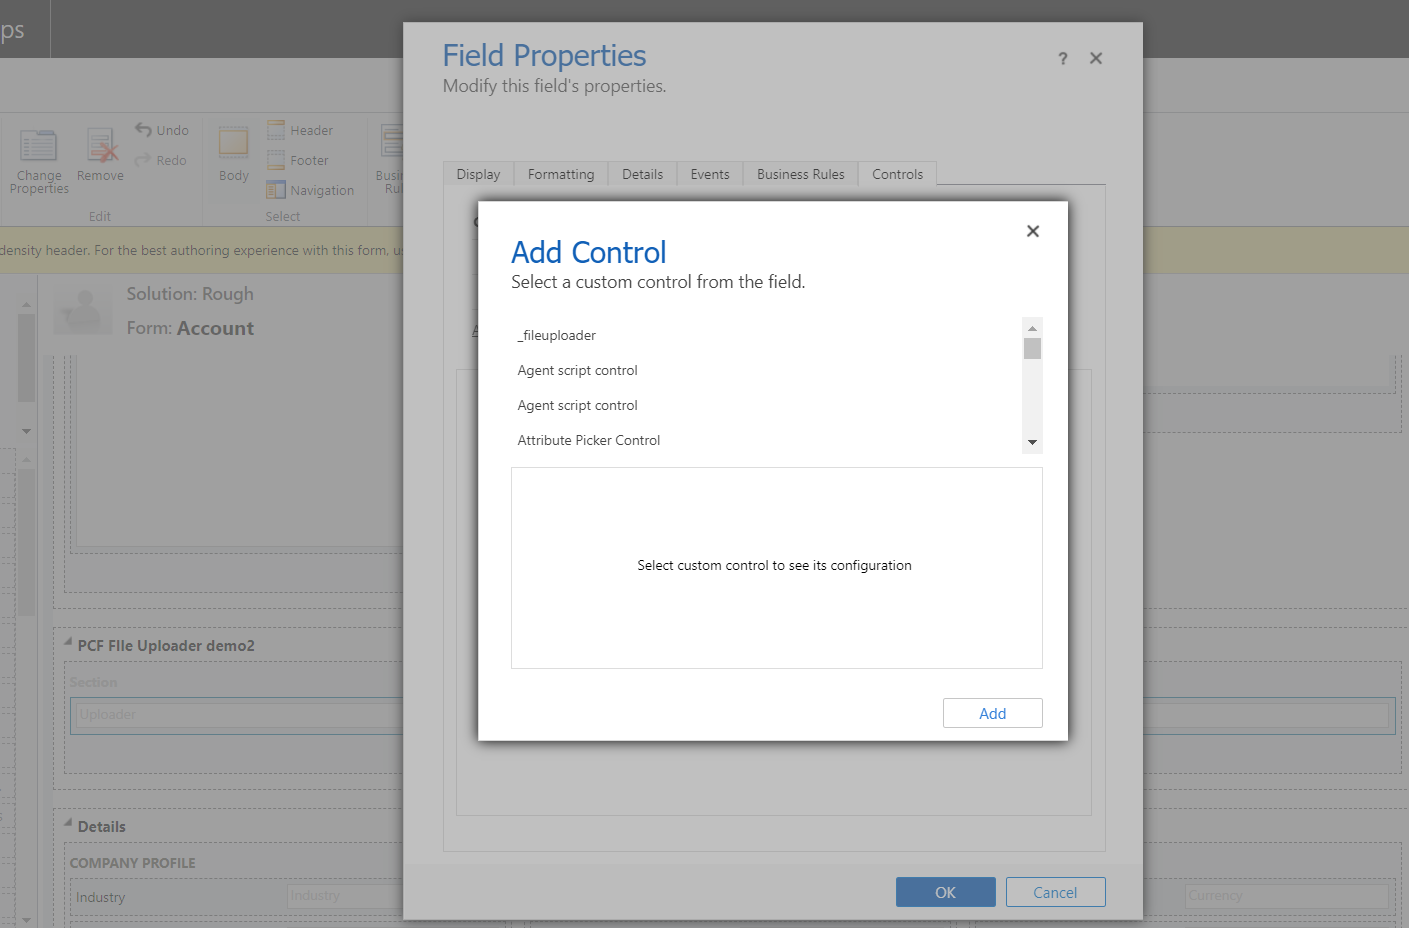 ps
Field Properties
?
Modify this field's properties.
Undo
Header
Redo
Footer
Change
Properties
Remove
Body
Navigation
Edit
Select
Display
Formatting
Details
Events
Business Rules
Controls
density header. For the best authoring experience with this form, u
Solution: Rough
Form: Account
Add Control
Select a custom control from the field.
_fileuploader
Agent script control
Agent script control
Attribute Picker Control
Select custom control to see its configuration
Add
PCF FIle Uploader demo2
Section
Uploader
Details
COMPANY PROFILE
Industry
Industry
Currency
OK
Cancel